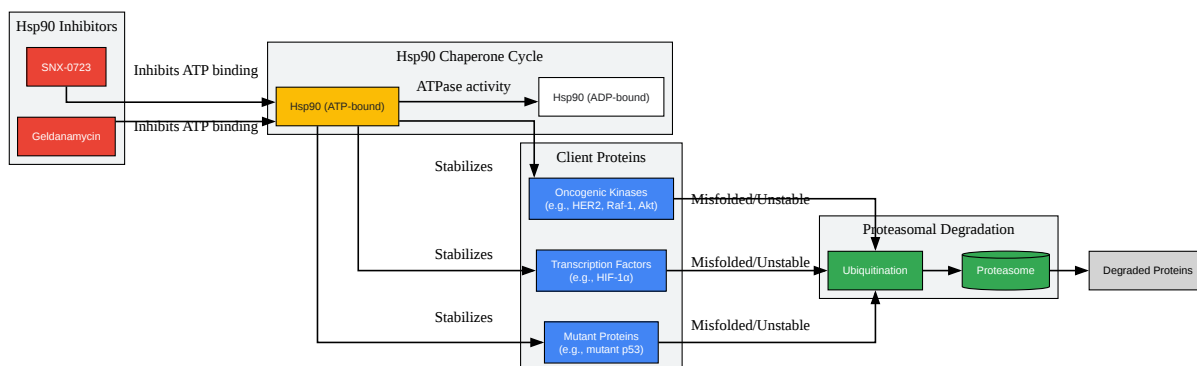 Hsp90 Inhibitors
SNX-0723
Geldanamycin
Inhibits ATP binding
Inhibits ATP binding
Hsp90 Chaperone Cycle
Hsp90 (ATP-bound)
ATPase activity
Hsp90 (ADP-bound)
Stabilizes
Stabilizes
Stabilizes
Client Proteins
Oncogenic Kinases
(e.g., HER2, Raf-1, Akt)
Transcription Factors
(e.g., HIF-1α)
Mutant Proteins
(e.g., mutant p53)
Misfolded/Unstable
Misfolded/Unstable
Misfolded/Unstable
Proteasomal Degradation
Ubiquitination
Proteasome
Degraded Proteins